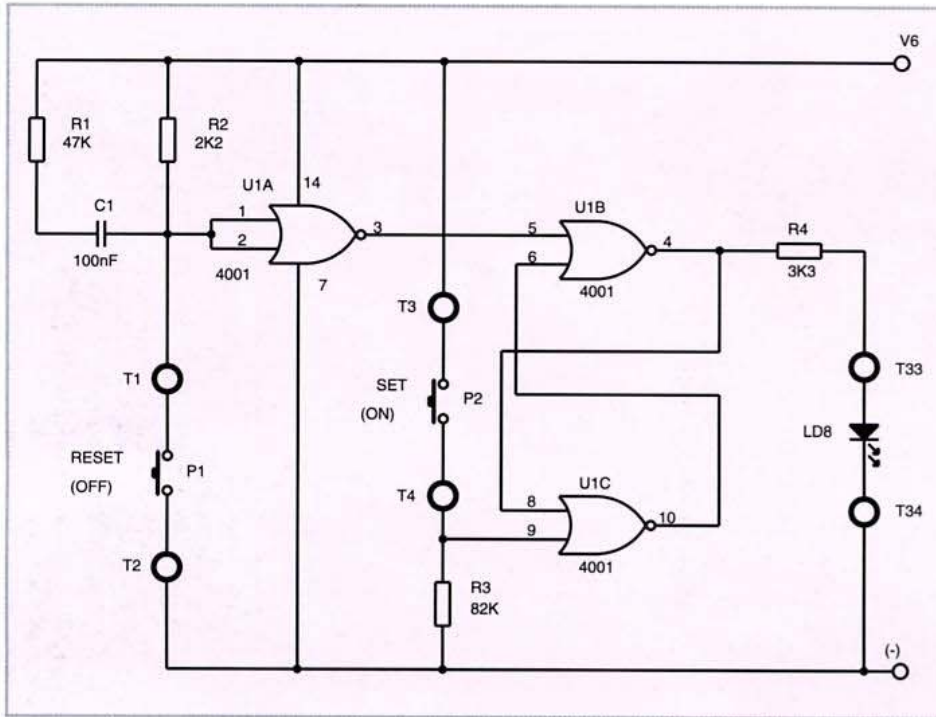 V6
R1
47K
R2
2K2
C1
100nF
U1A
14
1
2
3
4001
7
T1
RESET
(OFF)
P1
T2
T3
SET
(ON)
P2
T4
R3
82K
U1B
5
6
4
4001
R4
3K3
U1C
8
9
10
4001
T33
LD8
T34
(-)